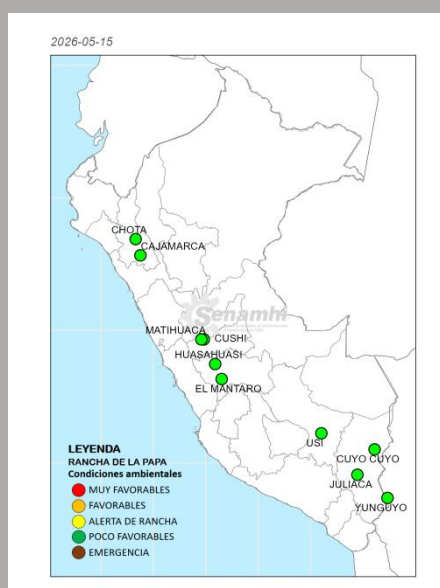 2026-05-15
CHOTA
CAJAMARCA
Senamhi
MATIHUACA
CUSHI
HUASAHUASI
EL MANTARO
USI
CUYO CUYO
JULIACA
YUNGUYO
LEYENDA
RANCHA DE LA PAPA
Condiciones ambientales
MUY FAVORABLES
FAVORABLES
ALERTA DE RANCHA
POCO FAVORABLES
EMERGENCIA